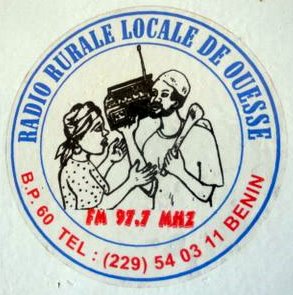 RADIO RURALE LOCALE DE OUESSE
FM 97.7 MHZ
B.P. 60 TEL : (229) 54 03 11 BENIN